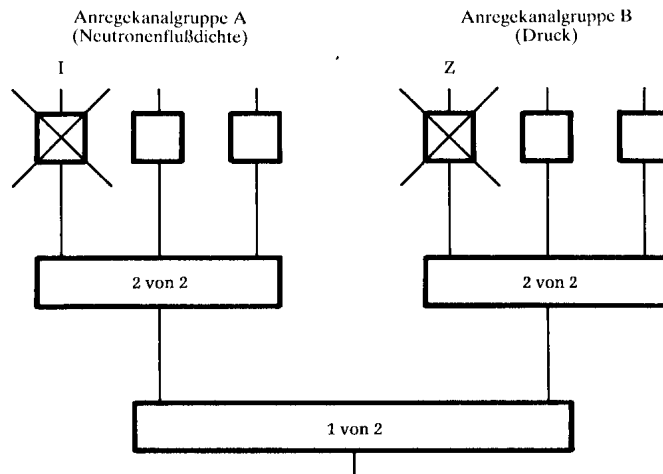 Anregekanalgruppe A
(Neutronenflußdichte)
Anregekanalgruppe B
(Druck)
I
Z
2 von 2
2 von 2
1 von 2